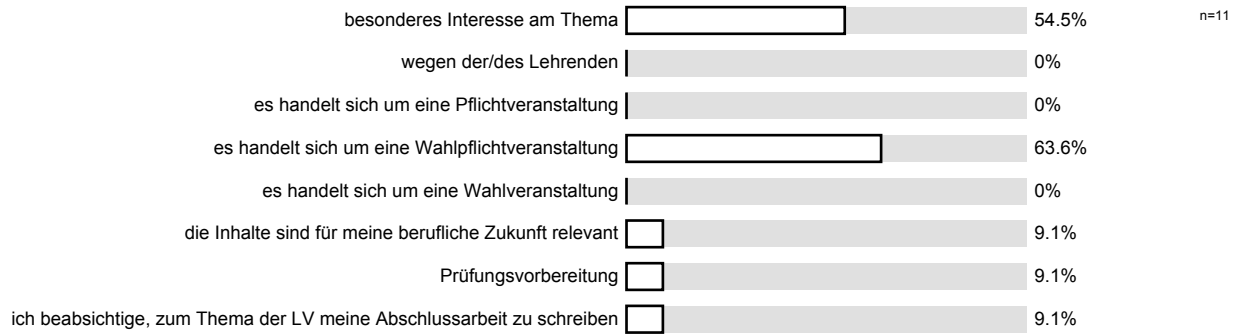 besonderes Interesse am Thema 54.5% n=11
wegen der/des Lehrenden 0%
es handelt sich um eine Pflichtveranstaltung 0%
es handelt sich um eine Wahlpflichtveranstaltung 63.6%
es handelt sich um eine Wahlveranstaltung 0%
die Inhalte sind für meine berufliche Zukunft relevant 9.1%
Prüfungsvorbereitung 9.1%
ich beabsichtige, zum Thema der LV meine Abschlussarbeit zu schreiben 9.1%